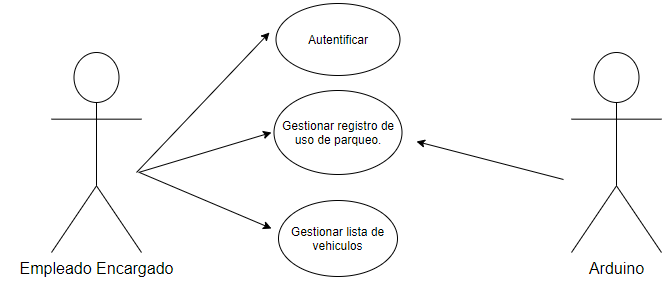 Autentificar
Gestionar registro de
uso de parqueo.
Gestionar lista de
vehiculos
Empleado Encargado
Arduino